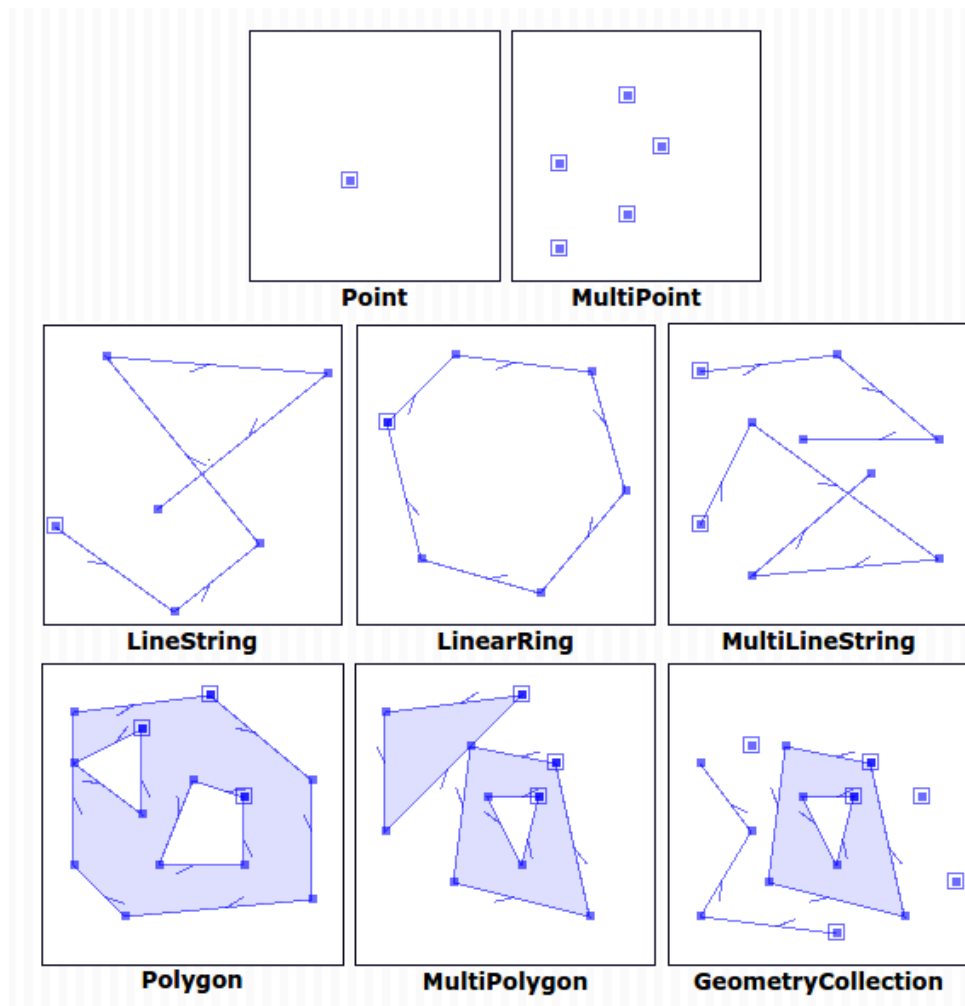 Point
MultiPoint
LineString
LinearRing
MultiLineString
Polygon
MultiPolygon
GeometryCollection